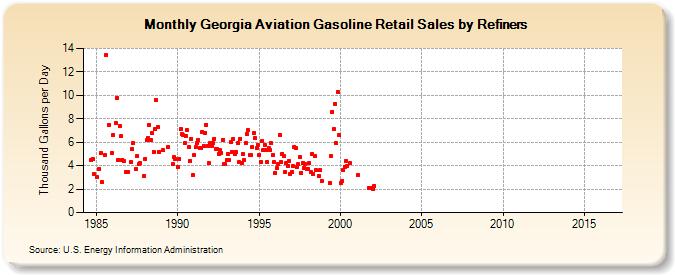 Monthly Georgia Aviation Gasoline Retail Sales by Refiners
Thousand Gallons per Day
14
12
10
8
6
4
2
0
1985 1990 1995 2000 2005 2010 2015
Source: U.S. Energy Information Administration